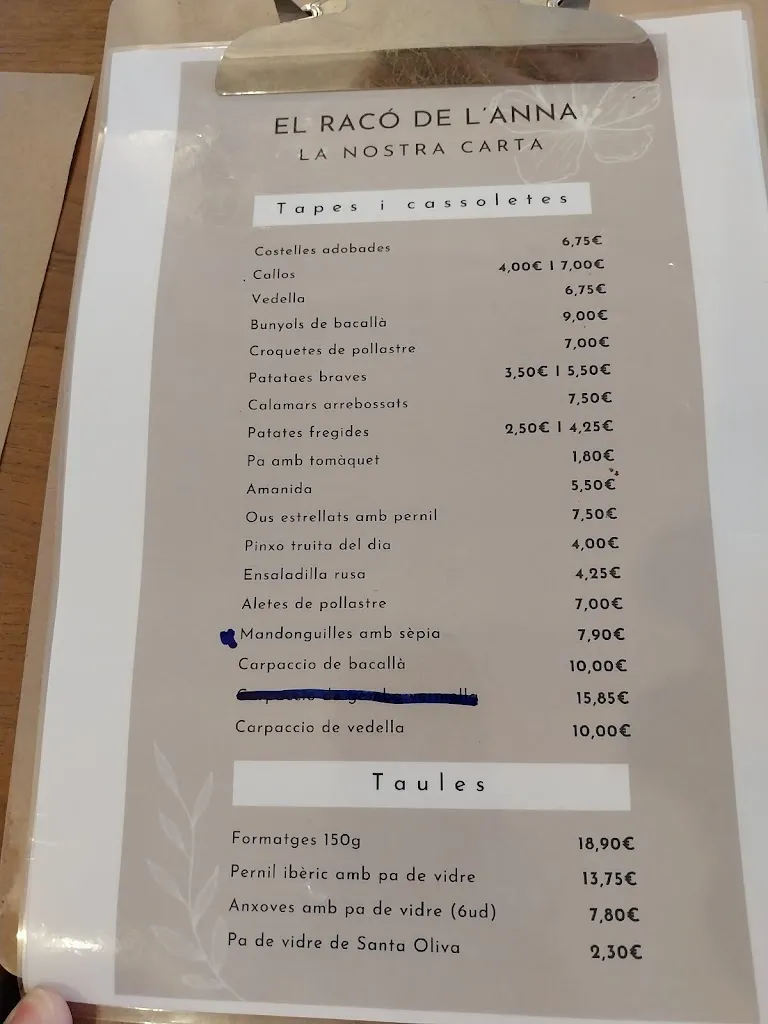 EL RACÓ DE L'ANNA
LA NOSTRA CARTA
Tapes i cassoletes
Costelles adobades 6,75€
Callos 4,00€ | 7,00€
Vedella 6,75€
Bunyols de bacallà 9,00€
Croquetes de pollastre 7,00€
Patataes braves 3,50€ | 5,50€
Calamars arrebossats 7,50€
Patates fregides 2,50€ | 4,25€
Pa amb tomàquet 1,80€
Amanida 5,50€
Ous estrellats amb pernil 7,50€
Pinxo truita del dia 4,00€
Ensaladilla rusa 4,25€
Aletes de pollastre 7,00€
Mandonguilles amb sèpia 7,90€
Carpaccio de bacallà 10,00€
Carpaccio de gamba vermella 15,85€
Carpaccio de vedella 10,00€
Taules
Formatges 150g 18,90€
Pernil ibèric amb pa de vidre 13,75€
Anxoves amb pa de vidre (6ud) 7,80€
Pa de vidre de Santa Oliva 2,30€